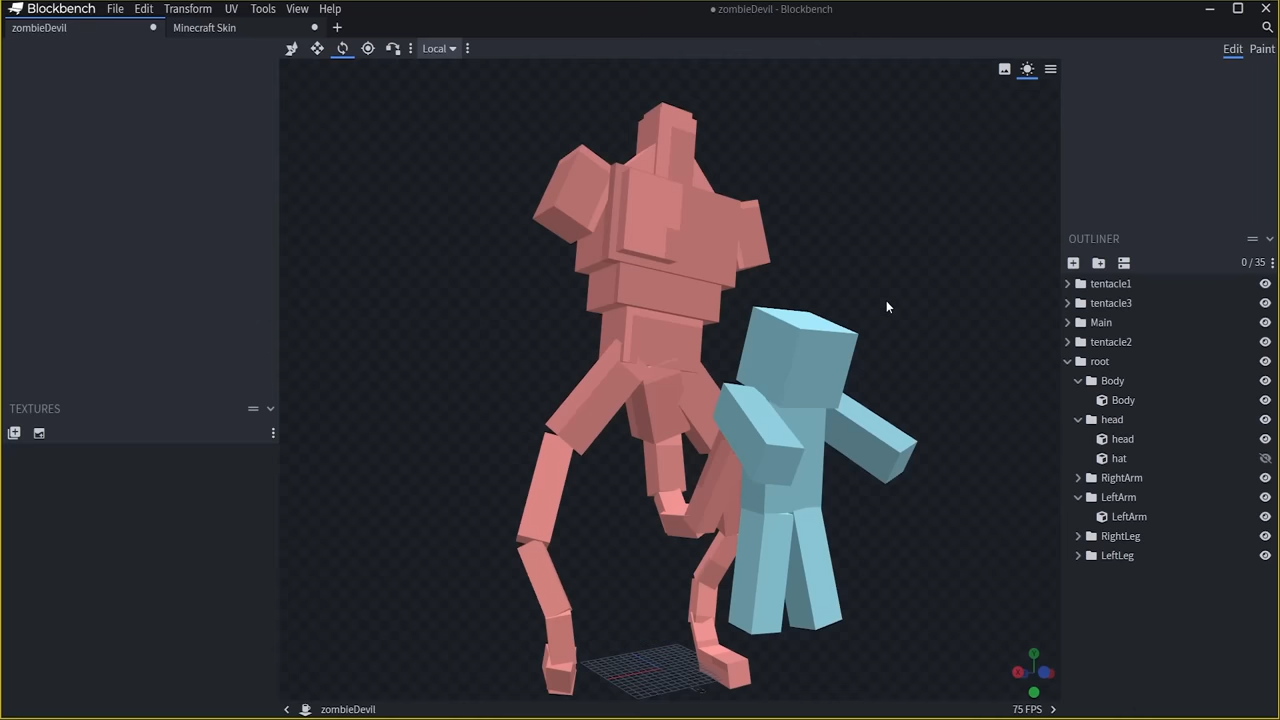 Blockbench File Edit Transform UV Tools View Help
zombieDevil - Blockbench
zombieDevil
Minecraft Skin
Local
Edit Paint
OUTLINER
0 / 35
tentacle1
tentacle3
Main
tentacle2
root
Body
Body
head
head
hat
RightArm
LeftArm
LeftArm
RightLeg
LeftLeg
TEXTURES
Y
X
zombieDevil
75 FPS